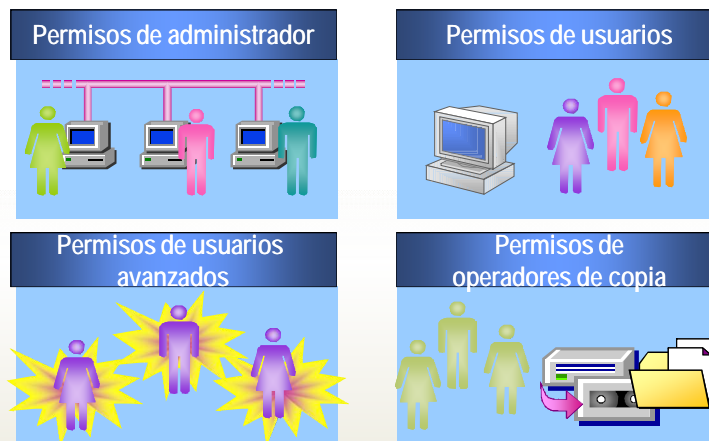 Permisos de administrador
Permisos de usuarios
Permisos de usuarios
avanzados
Permisos de
operadores de copia